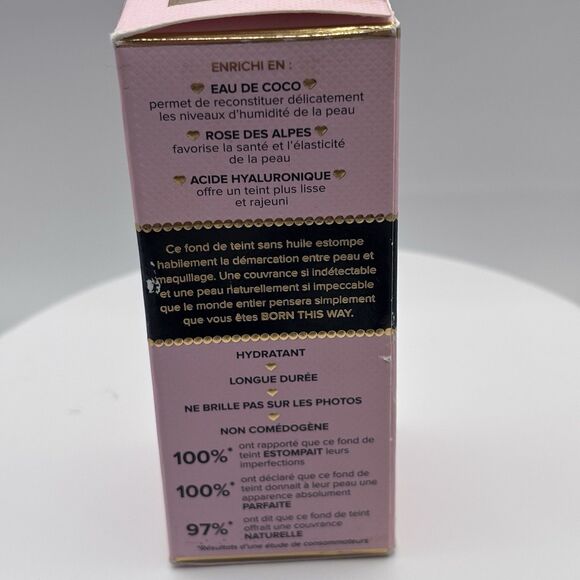 ENRICHI EN :
EAU DE COCO
permet de reconstituer délicatement
les niveaux d'humidité de la peau
ROSE DES ALPES
favorise la santé et l'élasticité
de la peau
ACIDE HYALURONIQUE
offre un teint plus lisse
et rajeuni
Ce fond de teint sans huile estompe
habilement la démarcation entre peau et
maquillage. Une couvrance si indétectable
et une peau naturellement si impeccable
que le monde entier pensera simplement
que vous êtes BORN THIS WAY.
HYDRATANT
LONGUE DURÉE
NE BRILLE PAS SUR LES PHOTOS
NON COMÉDOGÈNE
100%* ont rapporté que ce fond de
teint ESTOMPAIT leurs
imperfections
100%* ont déclaré que ce fond de
teint donnait à leur peau une
apparence absolument
PARFAITE
97%* ont dit que ce fond de teint
offrait une couvrance
NATURELLE
*Résultats d'une étude de consommateurs